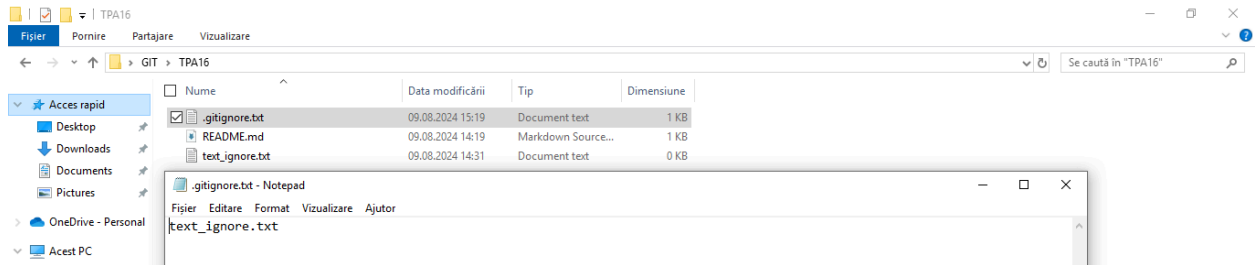 TPA16
Fișier Pornire Partajare Vizualizare
GIT TPA16 Se caută în "TPA16"
Nume Data modificării Tip Dimensiune
Acces rapid
.gitignore.txt 09.08.2024 15:19 Document text 1 KB
Desktop
README.md 09.08.2024 14:19 Markdown Source... 1 KB
Downloads
text_ignore.txt 09.08.2024 14:31 Document text 0 KB
Documents
Pictures
OneDrive - Personal
Acest PC
.gitignore.txt - Notepad
Fișier Editare Format Vizualizare Ajutor
text_ignore.txt